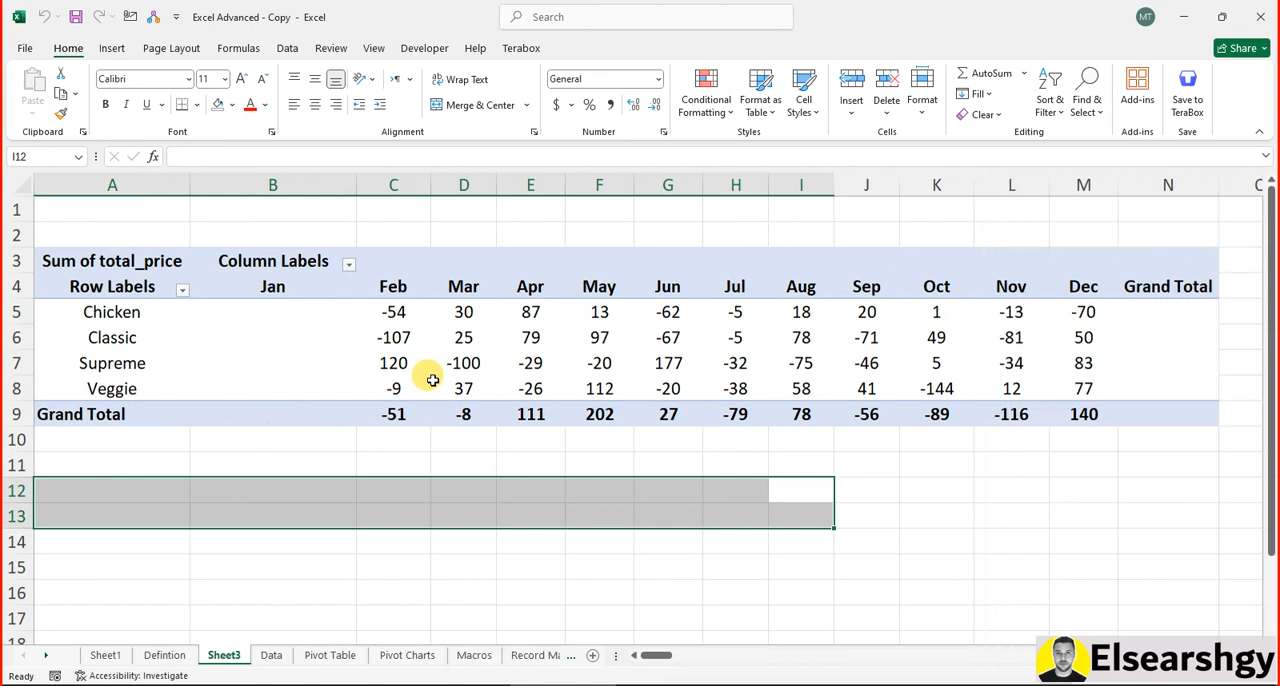 Excel Advanced - Copy - Excel
Search
MT
File Home Insert Page Layout Formulas Data Review View Developer Help Terabox
Share
Paste
Clipboard
Calibri 11
B I U
Font
Wrap Text
Merge & Center
Alignment
General
$ % 9
Number
Conditional Formatting
Format as Table
Cell Styles
Styles
Insert
Delete
Format
Cells
AutoSum
Fill
Clear
Sort & Filter
Find & Select
Editing
Add-ins
Add-ins
Save to TeraBox
Save
I12
fx
A B C D E F G H I J K L M N
1
2
3 Sum of total_price Column Labels
4 Row Labels Jan Feb Mar Apr May Jun Jul Aug Sep Oct Nov Dec Grand Total
5 Chicken -54 30 87 13 -62 -5 18 20 1 -13 -70
6 Classic -107 25 79 97 -67 -5 78 -71 49 -81 50
7 Supreme 120 -100 -29 -20 177 -32 -75 -46 5 -34 83
8 Veggie -9 37 -26 112 -20 -38 58 41 -144 12 77
9 Grand Total -51 -8 111 202 27 -79 78 -56 -89 -116 140
10
11
12
13
14
15
16
17
18
Sheet1 Defintion Sheet3 Data Pivot Table Pivot Charts Macros Record Ma ...
Ready Accessibility: Investigate
Elsearshgy